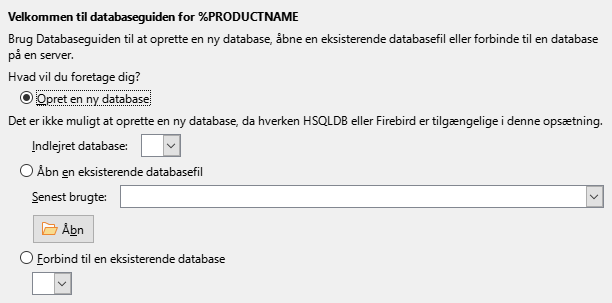 Velkommen til databaseguiden for %PRODUCTNAME
Brug Databaseguiden til at oprette en ny database, åbne en eksisterende databasefil eller forbinde til en database
på en server.
Hvad vil du foretage dig?
Opret en ny database
Det er ikke muligt at oprette en ny database, da hverken HSQLDB eller Firebird er tilgængelige i denne opsætning.
Indlejret database:
Åbn en eksisterende databasefil
Senest brugte:
Åbn
Forbind til en eksisterende database